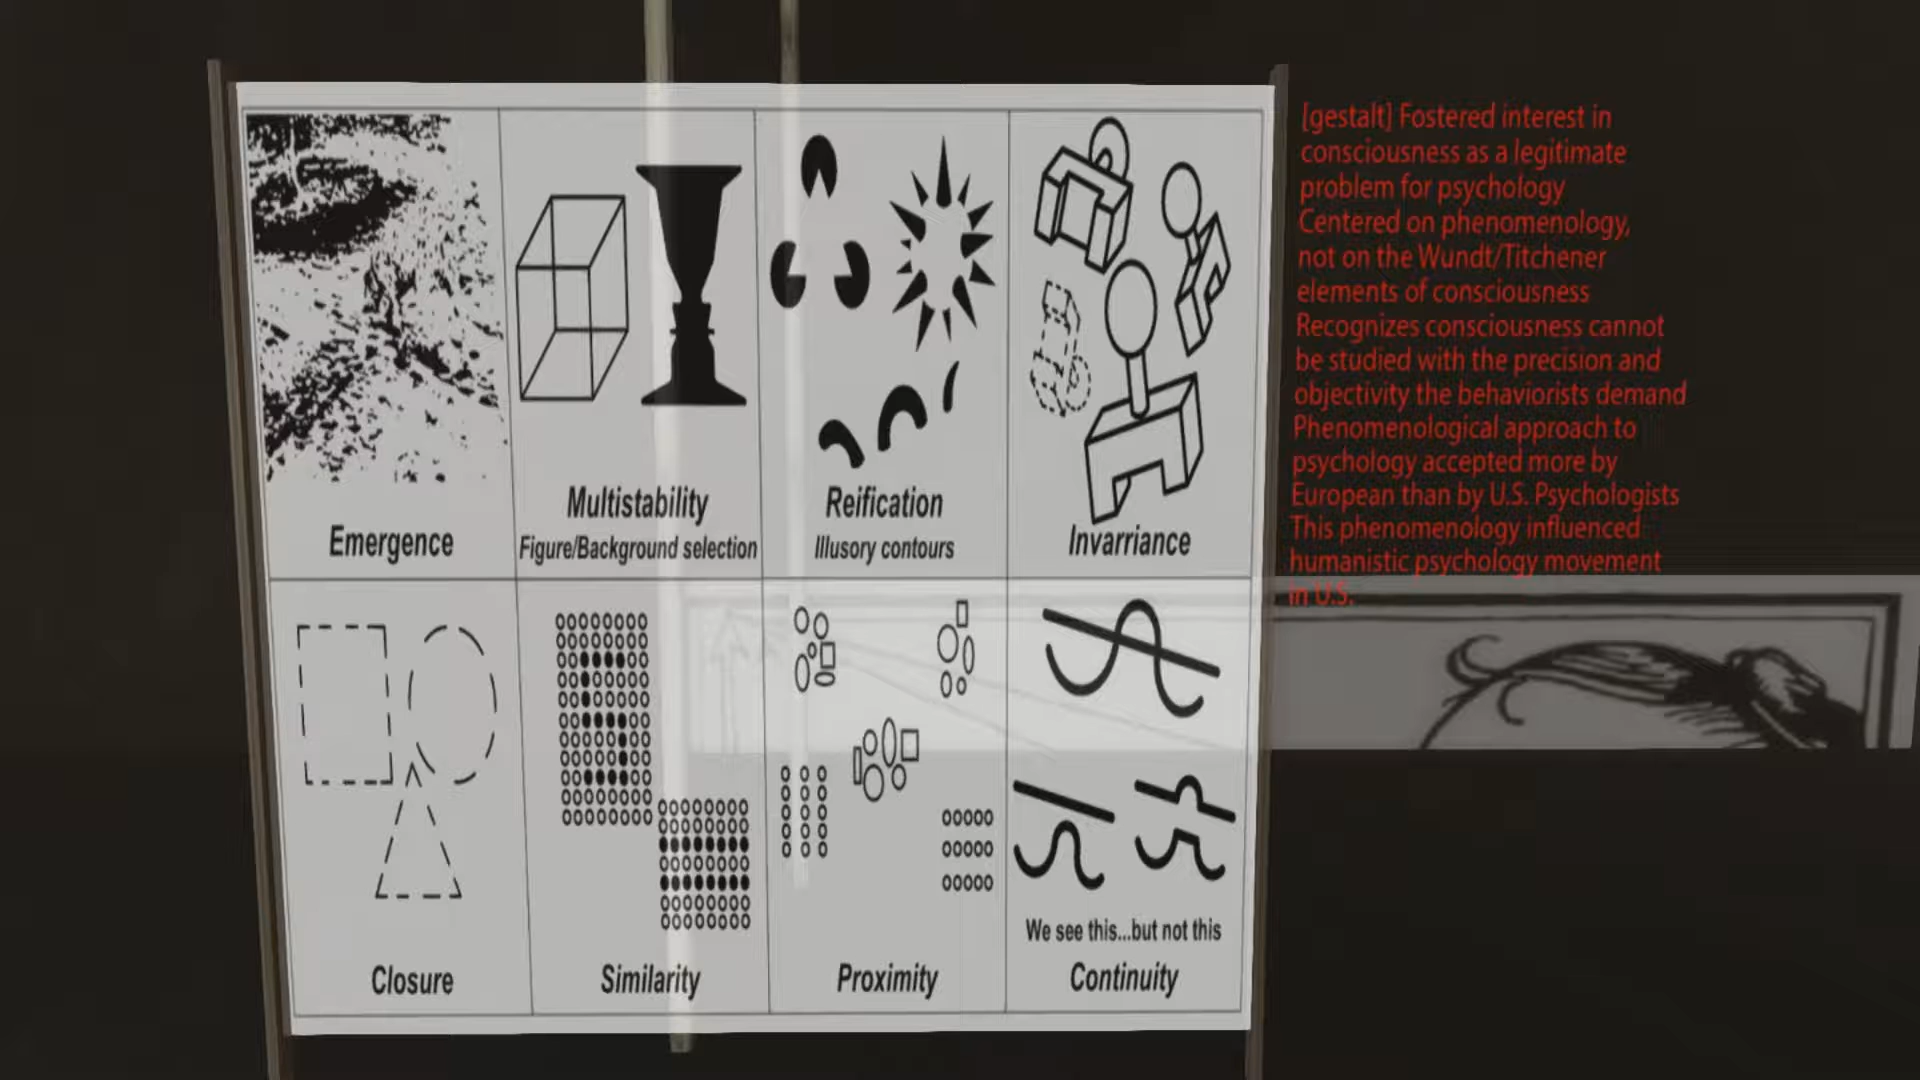 Emergence
Multistability
Figure/Background selection
Reification
Illusory contours
Invarriance
Closure
Similarity
Proximity
We see this...but not this
Continuity
[gestalt] Fostered interest in
consciousness as a legitimate
problem for psychology
Centered on phenomenology,
not on the Wundt/Titchener
elements of consciousness
Recognizes consciousness cannot
be studied with the precision and
objectivity the behaviorists demand
Phenomenological approach to
psychology accepted more by
European than by U.S. Psychologists
This phenomenology influenced
humanistic psychology movement
in U.S.